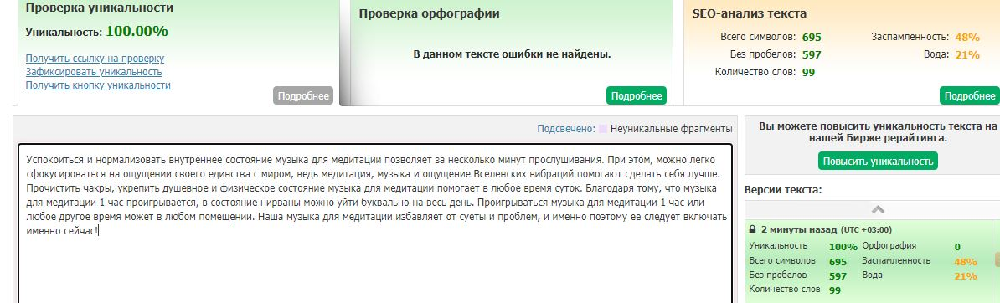 Проверка уникальности
Уникальность: 100.00%
Получить ссылку на проверку
Зафиксировать уникальность
Получить кнопку уникальности
Подробнее
Проверка орфографии
В данном тексте ошибки не найдены.
Подробнее
SEO-анализ текста
Всего символов: 695 Заспамленность: 48%
Без пробелов: 597 Вода: 21%
Количество слов: 99
Подробнее
Подсвечено: Неуникальные фрагменты
Успокоиться и нормализовать внутреннее состояние музыка для медитации позволяет за несколько минут прослушивания. При этом, можно легко
сфокусироваться на ощущении своего единства с миром, ведь медитация, музыка и ощущение Вселенских вибраций помогают сделать себя лучше.
Прочистить чакры, укрепить душевное и физическое состояние музыка для медитации помогает в любое время суток. Благодаря тому, что музыка
для медитации 1 час проигрывается, в состояние нирваны можно уйти буквально на весь день. Проигрываться музыка для медитации 1 час или
любое другое время может в любом помещении. Наша музыка для медитации избавляет от суеты и проблем, и именно поэтому ее следует включать
именно сейчас!
Вы можете повысить уникальность текста на
нашей Бирже рерайтинга.
Повысить уникальность
Версии текста:
2 минуты назад (UTC +03:00)
Уникальность 100% Орфография 0
Всего символов 695 Заспамленность 48%
Без пробелов 597 Вода 21%
Количество слов 99